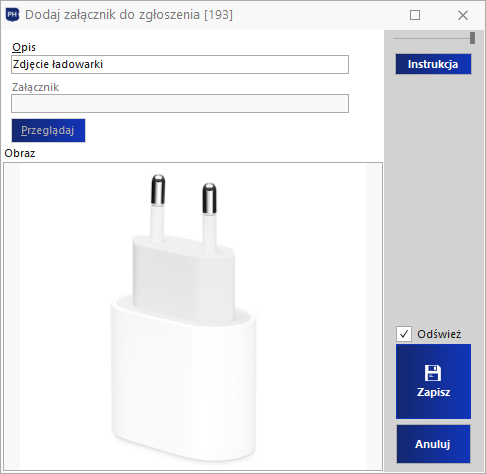 PH
Dodaj załącznik do zgłoszenia [193]
Opis
Zdjęcie ładowarki
Załącznik
Przeglądaj
Obraz
Instrukcja
Odśwież
Zapisz
Anuluj